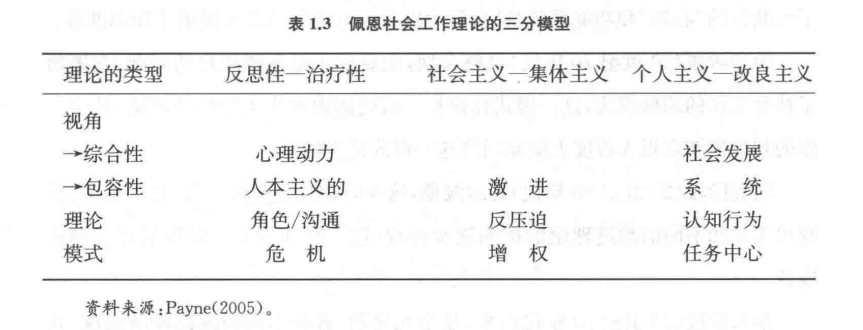 表 1.3 佩恩社会工作理论的三分模型
理论的类型 反思性—治疗性 社会主义—集体主义 个人主义—改良主义
视角
→综合性 心理动力 社会发展
→包容性 人本主义的 激 进 系 统
理论 角色/沟通 反压迫 认知行为
模式 危 机 增 权 任务中心
资料来源:Payne(2005)。